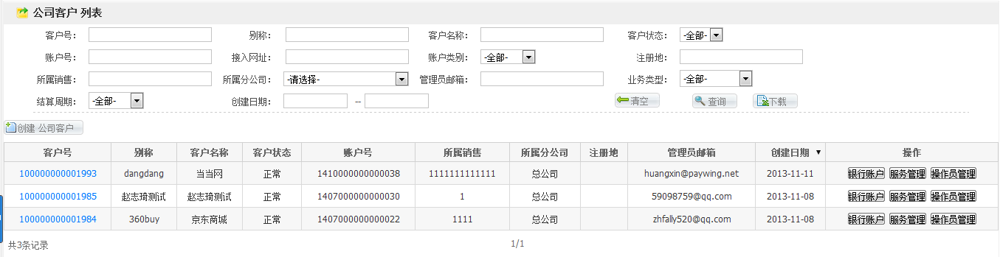 公司客户 列表
客户号： 别称： 客户名称： 客户状态： -全部-
账户号： 接入网址： 账户类别： -全部- 注册地：
所属销售： 所属分公司： -请选择- 管理员邮箱： 业务类型： -全部-
结算周期： -全部- 创建日期： -- 清空 查询 下载
创建 公司客户
客户号 别称 客户名称 客户状态 账户号 所属销售 所属分公司 注册地 管理员邮箱 创建日期 ▼ 操作
100000000001993 dangdang 当当网 正常 1410000000000038 1111111111111 总公司 huangxin@paywing.net 2013-11-11 银行账户 服务管理 操作员管理
100000000001985 赵志琦测试 赵志琦测试 正常 1407000000000030 1 总公司 59098759@qq.com 2013-11-08 银行账户 服务管理 操作员管理
100000000001984 360buy 京东商城 正常 1407000000000022 1111 总公司 zhfally520@qq.com 2013-11-08 银行账户 服务管理 操作员管理
共3条记录 1/1